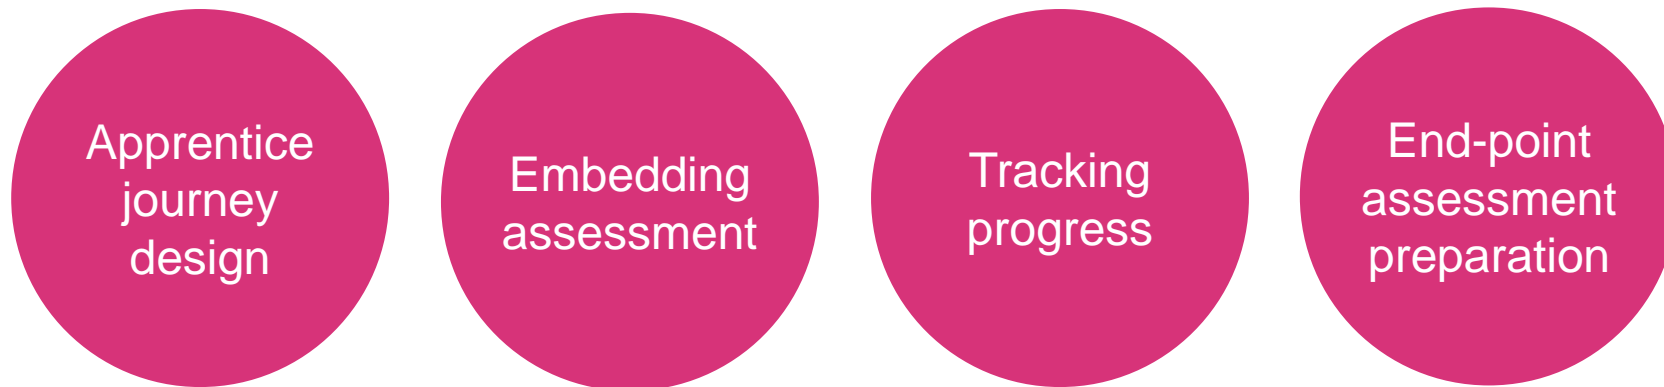 Apprentice
journey
design
Embedding
assessment
Tracking
progress
End-point
assessment
preparation